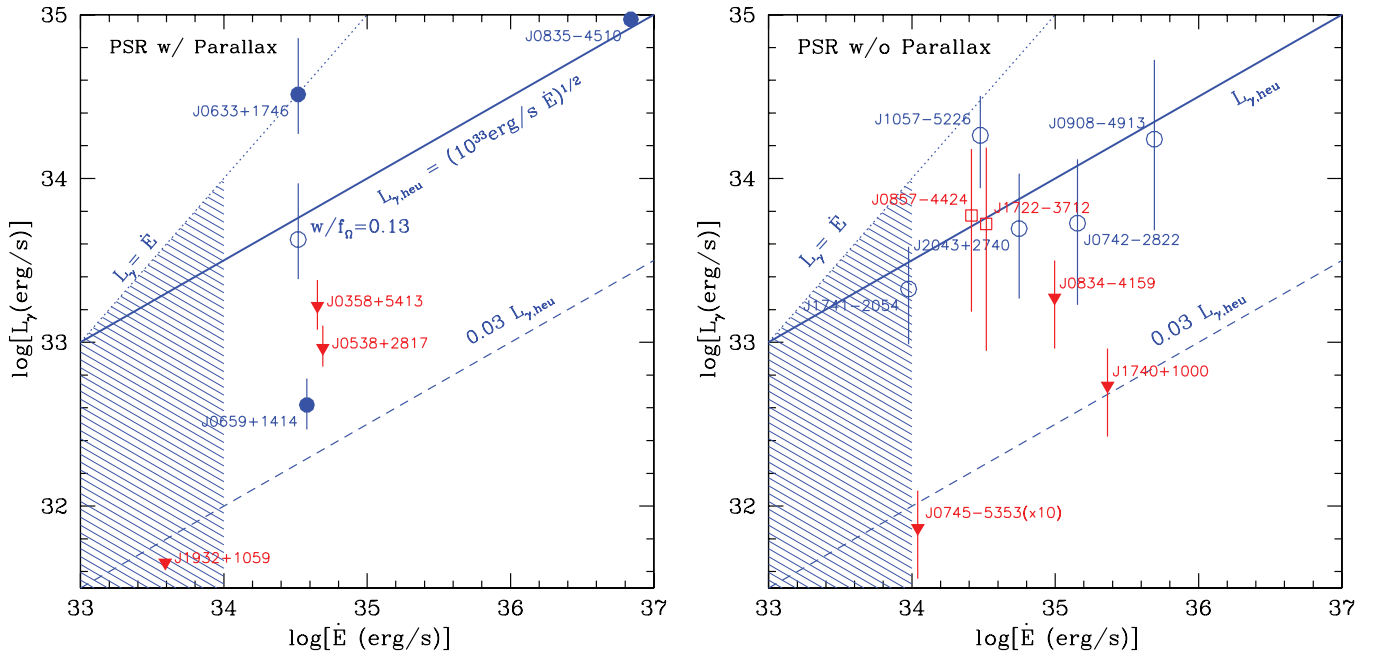 PSR w/ Parallax
J0835−4510
J0633+1746
L_γ,heu = (10^33 erg/s Ė)^1/2
w/f_Ω=0.13
L_γ = Ė
J0358+5413
J0538+2817
0.03 L_γ,heu
J0659+1414
J1932+1059
35
34
33
32
log[L_γ(erg/s)]
33 34 35 36 37
log[Ė (erg/s)]
PSR w/o Parallax
L_γ,heu
J1057−5226
J0908−4913
J0857−4424
J1722−3712
L_γ = Ė
J2043+2740
J0742−2822
J1741−2054
J0834−4159
0.03 L_γ,heu
J1740+1000
J0745−5353(x10)
35
34
33
32
log[L_γ(erg/s)]
33 34 35 36 37
log[Ė (erg/s)]